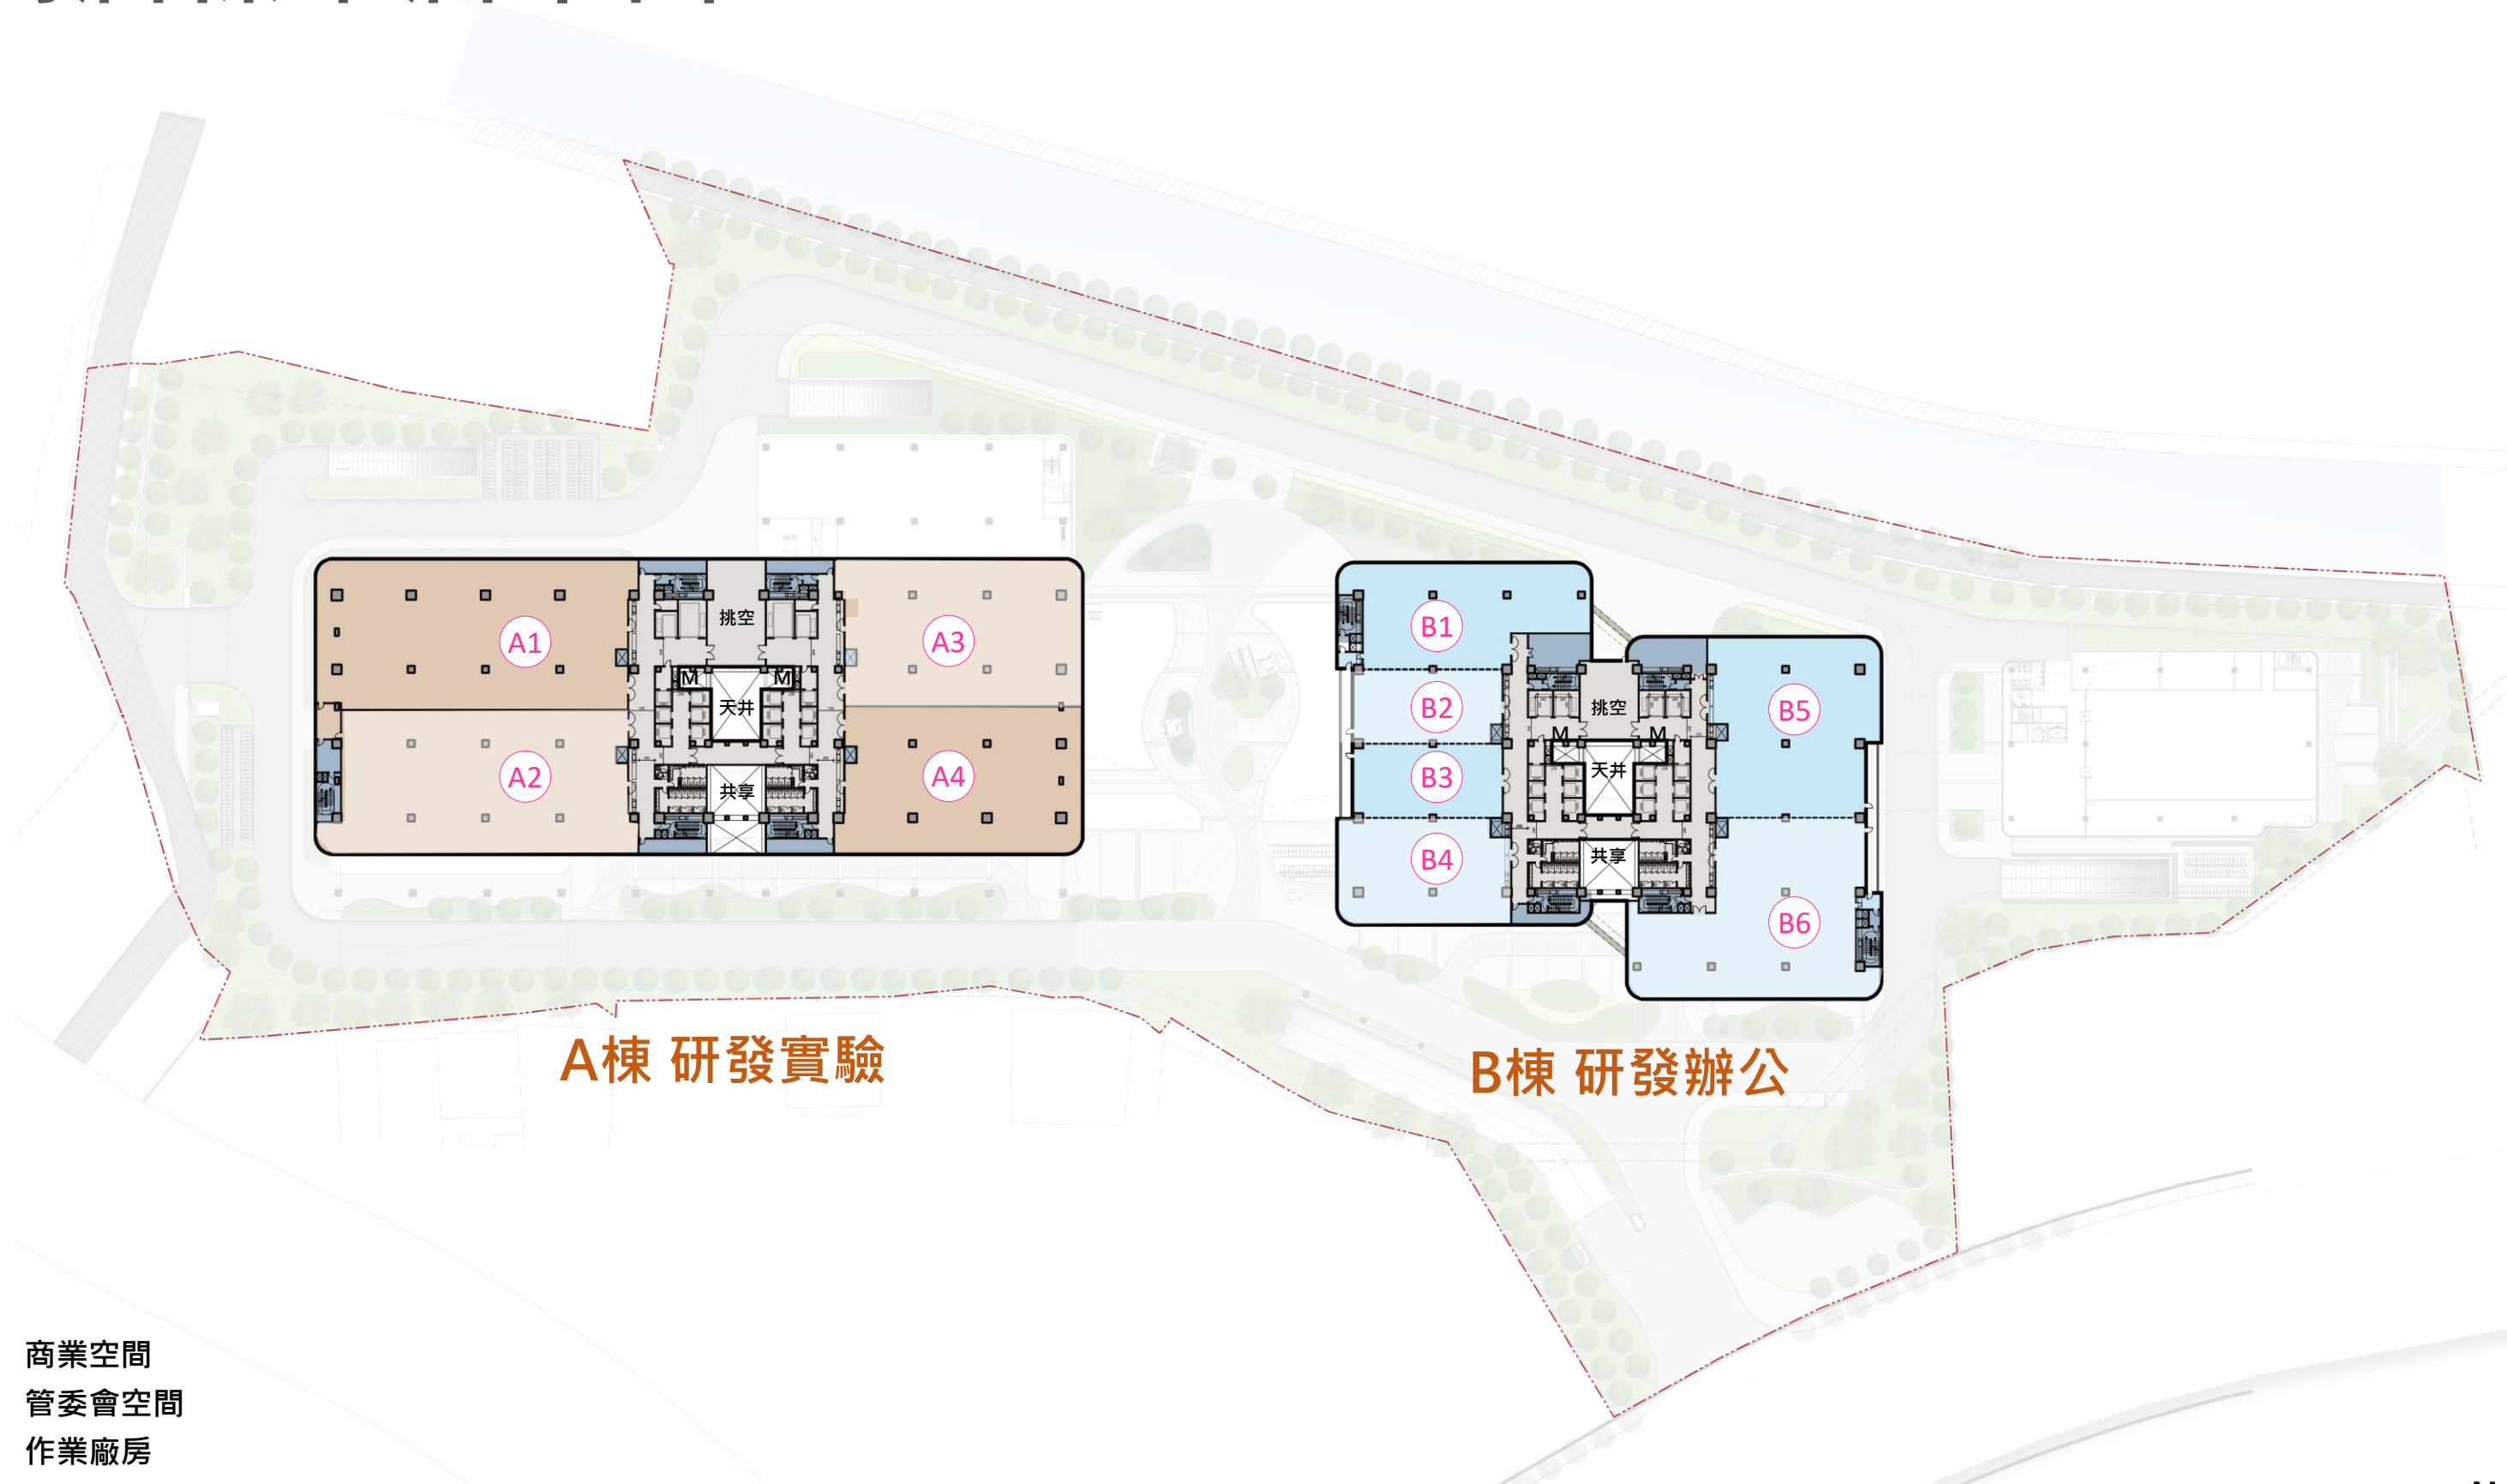 挑空
A1
A3
M
M
天井
A2
A4
共享
B1
B2
挑空
B5
M
M
B3
天井
B4
共享
B6
A棟 研發實驗
B棟 研發辦公
商業空間
管委會空間
作業廠房